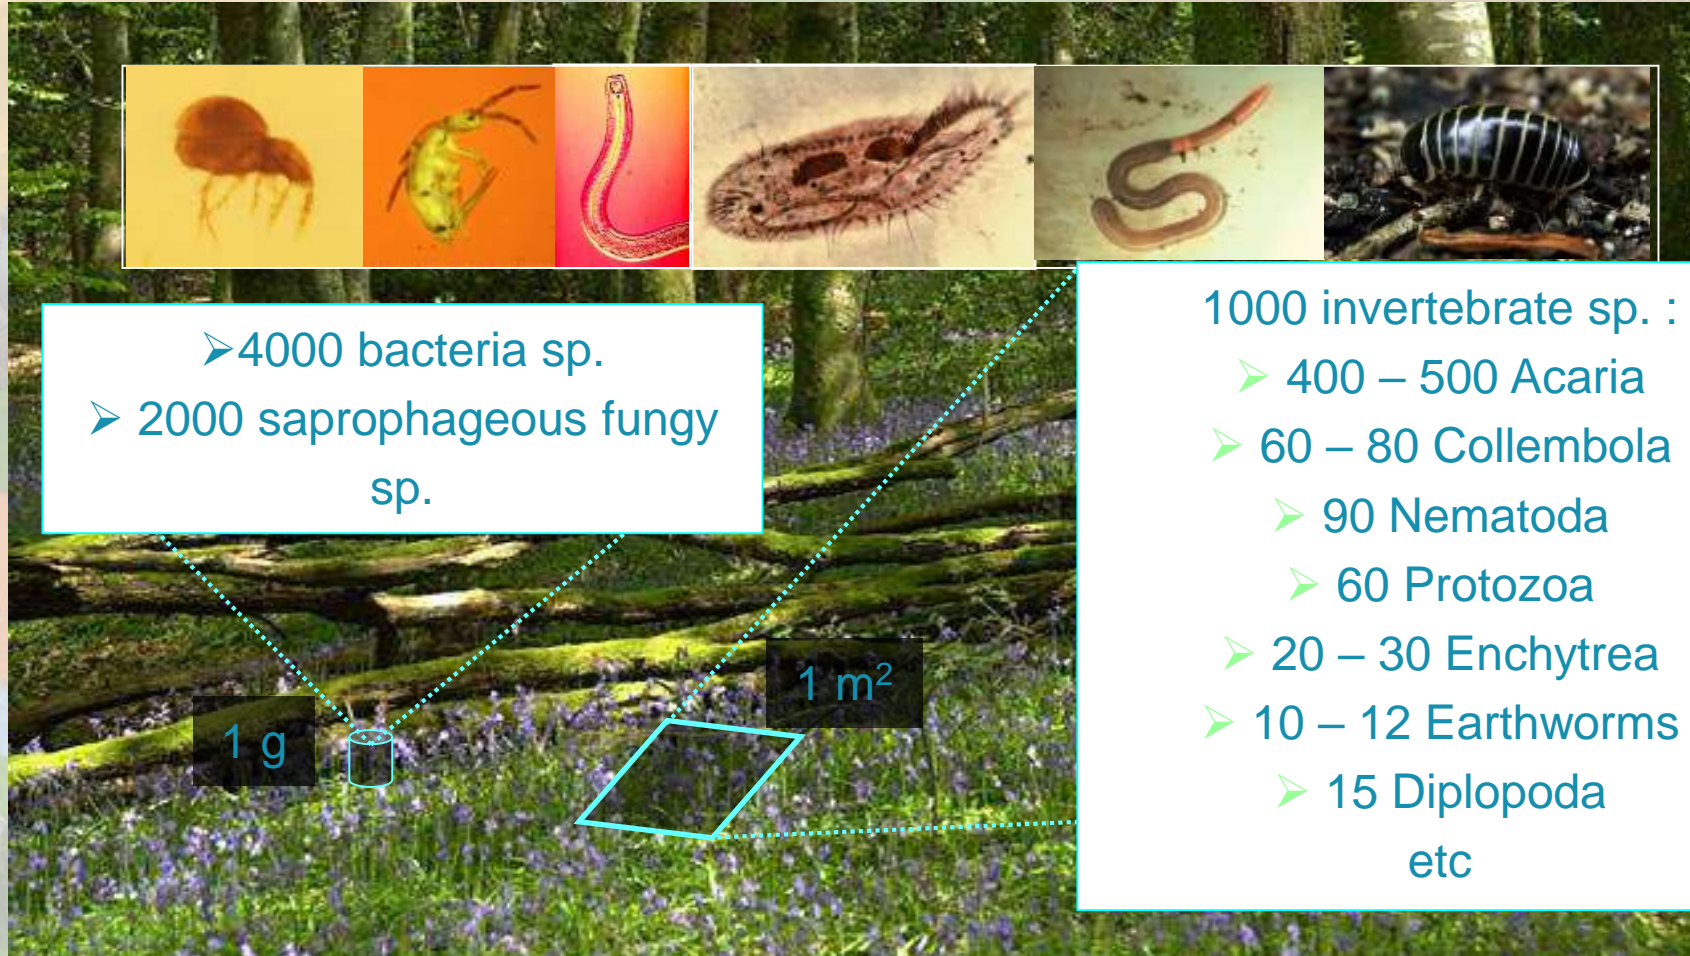 ➢4000 bacteria sp.
➢ 2000 saprophageous fungy
sp.
1 g
1 m²
1000 invertebrate sp. :
➢ 400 – 500 Acaria
➢ 60 – 80 Collembola
➢ 90 Nematoda
➢ 60 Protozoa
➢ 20 – 30 Enchytrea
➢ 10 – 12 Earthworms
➢ 15 Diplopoda
etc